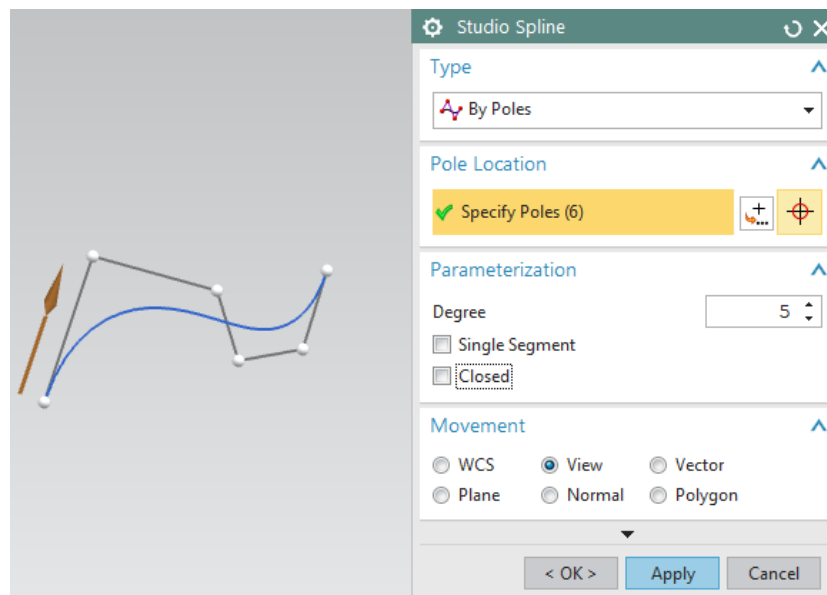 Studio Spline
Type
By Poles
Pole Location
Specify Poles (6)
Parameterization
Degree 5
Single Segment
Closed
Movement
WCS View Vector
Plane Normal Polygon
< OK > Apply Cancel